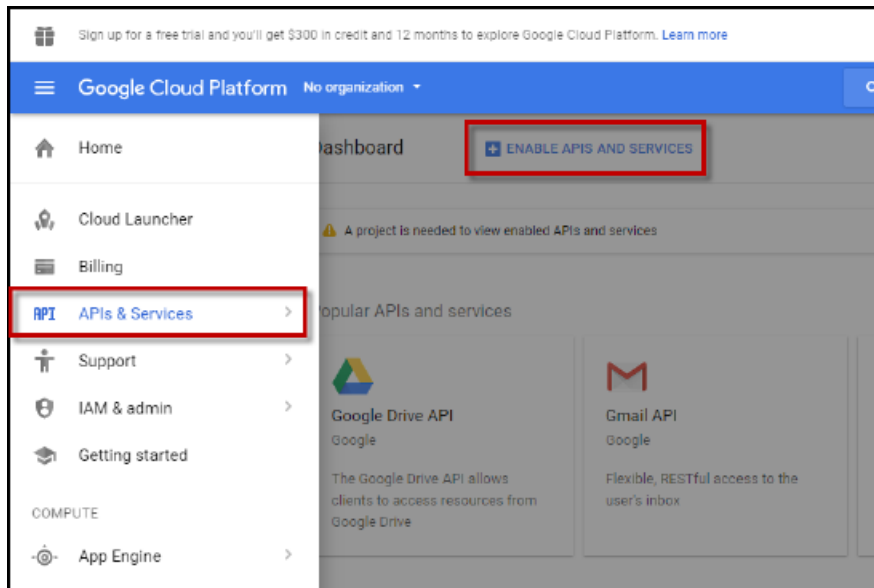 Sign up for a free trial and you'll get $300 in credit and 12 months to explore Google Cloud Platform. Learn more
Google Cloud Platform No organization
Home
Dashboard
ENABLE APIS AND SERVICES
Cloud Launcher
A project is needed to view enabled APIs and services
Billing
API APIs & Services
opular APIs and services
Support
IAM & admin
Getting started
Google Drive API
Google
The Google Drive API allows
clients to access resources from
Google Drive
Gmail API
Google
Flexible, RESTful access to the
user's inbox
COMPUTE
App Engine